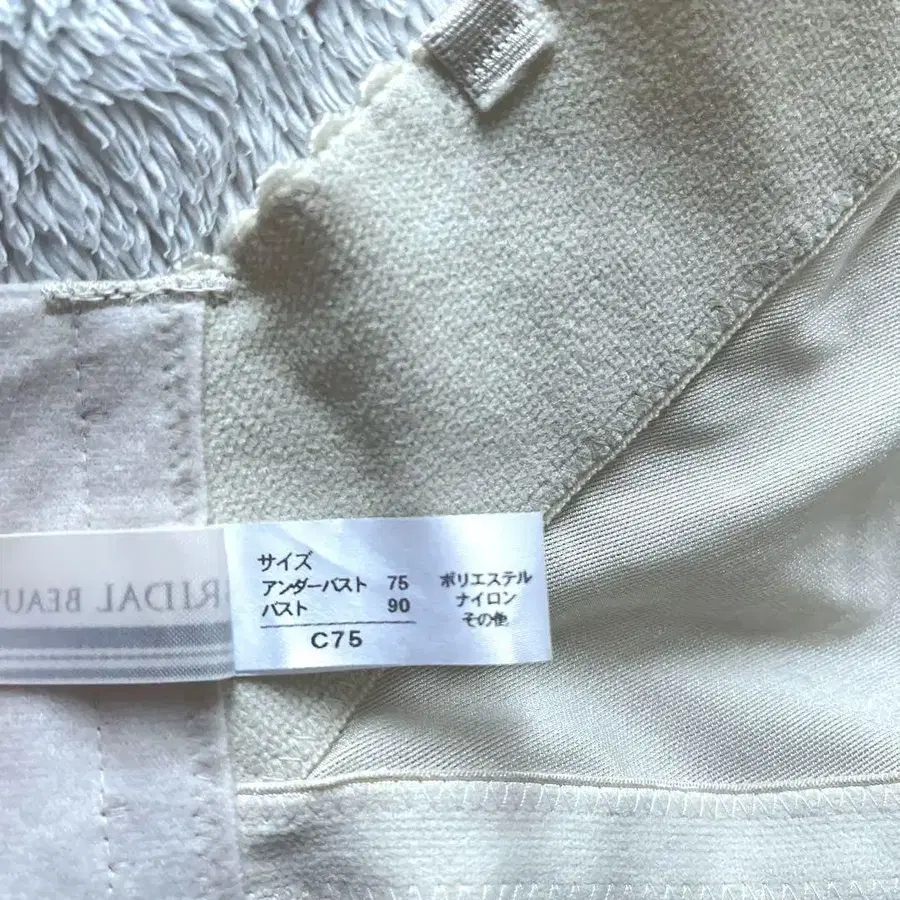 サイズ
アンダーバスト 75
バスト 90
C75
ポリエステル
ナイロン
その他
RIDAL BEAU